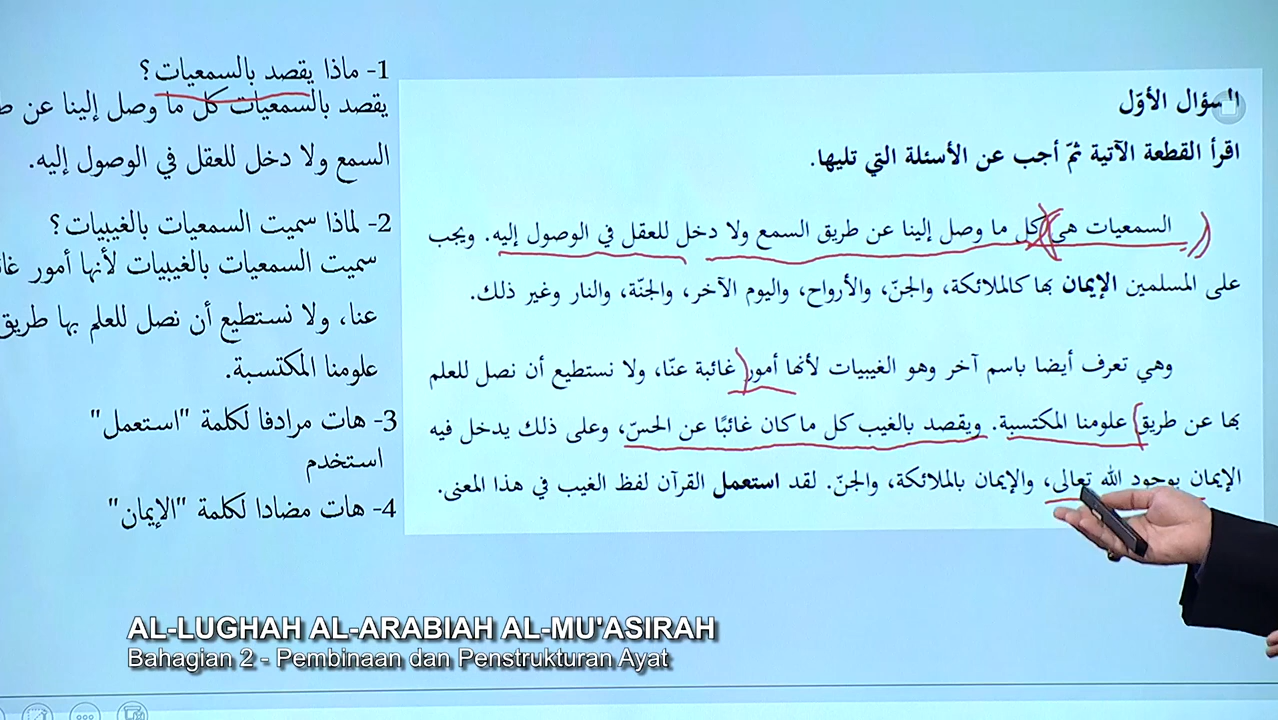 السؤال الأوّل
اقرأ القطعة الآتية ثمّ أجب عن الأسئلة التي تليها.
السمعيات هي كل ما وصل إلينا عن طريق السمع ولا دخل للعقل في الوصول إليه. ويجب
على المسلمين الإيمان بها كالملائكة، والجنّ، والأرواح، واليوم الآخر، والجنّة، والنار وغير ذلك.
وهي تعرف أيضا باسم آخر وهو الغيبيات لأنها أمور غائبة عنّا، ولا نستطيع أن نصل للعلم
بها عن طريق علومنا المكتسبة. ويقصد بالغيب كل ما كان غائبًا عن الحسّ، وعلى ذلك يدخل فيه
الإيمان بوجود الله تعالى، والإيمان بالملائكة، والجنّ. لقد استعمل القرآن لفظ الغيب في هذا المعنى.
1- ماذا يقصد بالسمعيات؟
يقصد بالسمعيات كل ما وصل إلينا عن
السمع ولا دخل للعقل في الوصول إليه.
2- لماذا سميت السمعيات بالغيبيات؟
سميت السمعيات بالغيبيات لأنها أمور
عنا، ولا نستطيع أن نصل للعلم بها طريق
علومنا المكتسبة.
3- هات مرادفا لكلمة "استعمل"
استخدم
4- هات مضادا لكلمة "الإيمان"
AL-LUGHAH AL-ARABIAH AL-MU'ASIRAH
Bahagian 2 - Pembinaan dan Penstrukturan Ayat